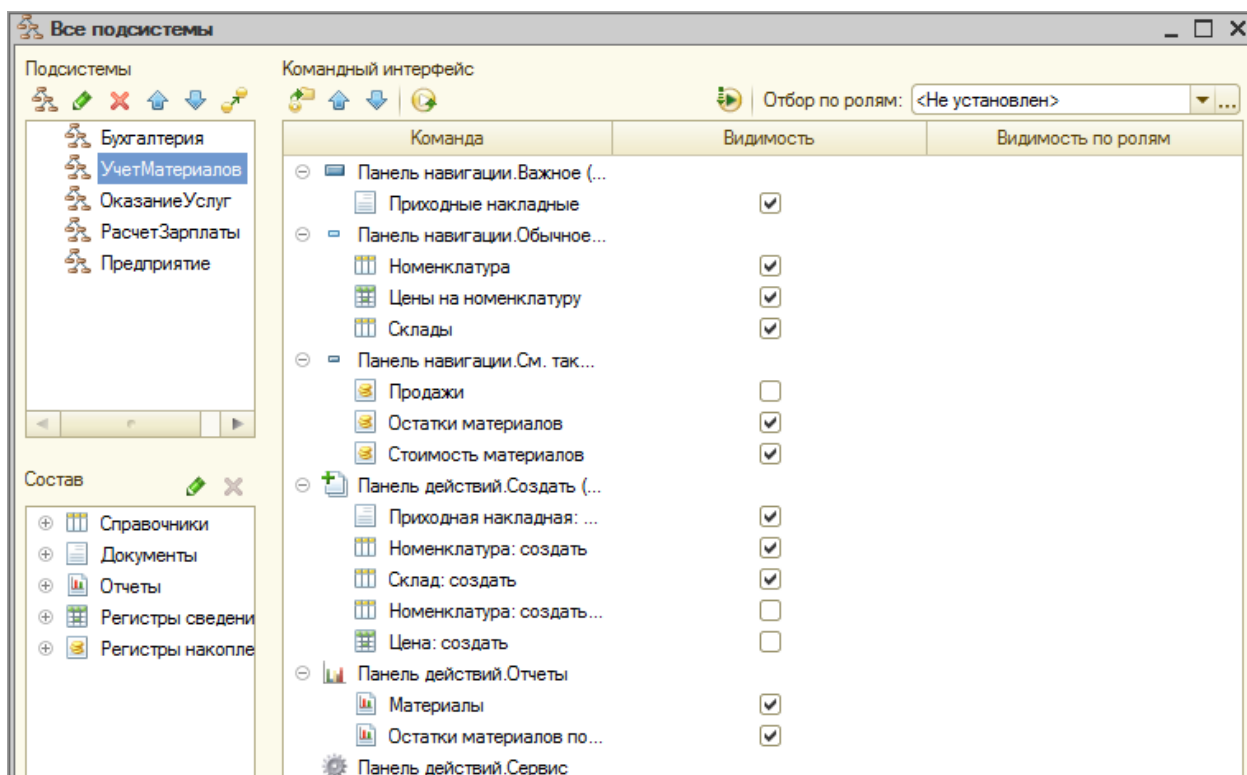 Все подсистемы
Подсистемы
Командный интерфейс
Отбор по ролям: <Не установлен>
...
Бухгалтерия
УчетМатериалов
ОказаниеУслуг
РасчетЗарплаты
Предприятие
Команда Видимость Видимость по ролям
Панель навигации.Важное (...
Приходные накладные
Панель навигации.Обычное...
Номенклатура
Цены на номенклатуру
Склады
Панель навигации.См. так...
Продажи
Остатки материалов
Стоимость материалов
Панель действий.Создать (...
Приходная накладная: ...
Номенклатура: создать
Склад: создать
Номенклатура: создать...
Цена: создать
Панель действий.Отчеты
Материалы
Остатки материалов по...
Панель действий.Сервис
Состав
Справочники
Документы
Отчеты
Регистры сведени
Регистры накопле